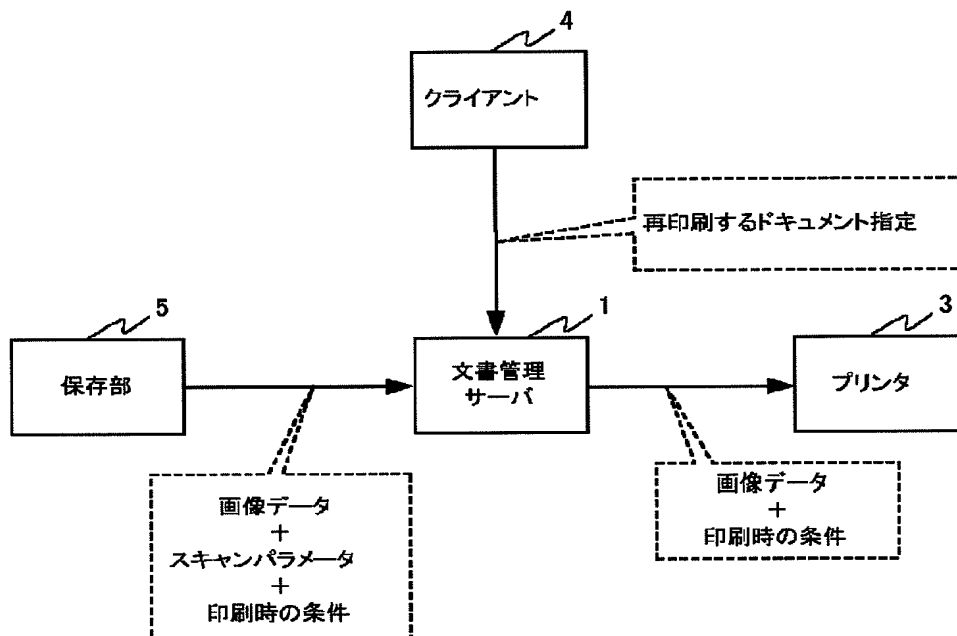 4
クライアント
再印刷するドキュメント指定
5
保存部
1
文書管理
サーバ
3
プリンタ
画像データ
+
スキャンパラメータ
+
印刷時の条件
画像データ
+
印刷時の条件